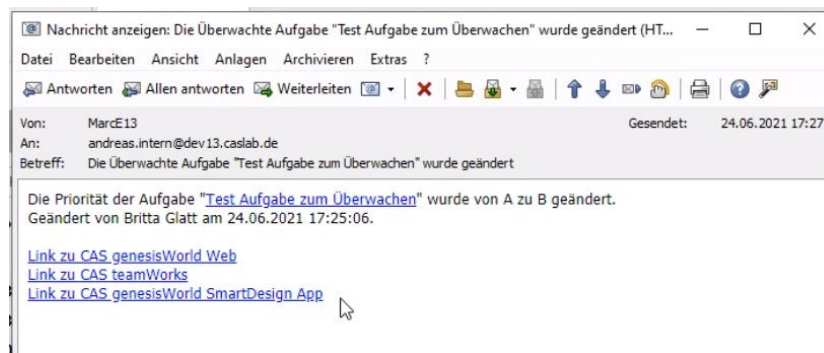 Nachricht anzeigen: Die Überwachte Aufgabe "Test Aufgabe zum Überwachen" wurde geändert (HT...
Datei Bearbeiten Ansicht Anlagen Archivieren Extras ?
Antworten Allen antworten Weiterleiten
Von: MarcE13 Gesendet: 24.06.2021 17:27
An: andreas.intern@dev13.caslab.de
Betreff: Die Überwachte Aufgabe "Test Aufgabe zum Überwachen" wurde geändert
Die Priorität der Aufgabe "Test Aufgabe zum Überwachen" wurde von A zu B geändert.
Geändert von Britta Glatt am 24.06.2021 17:25:06.
Link zu CAS genesisWorld Web
Link zu CAS teamWorks
Link zu CAS genesisWorld SmartDesign App